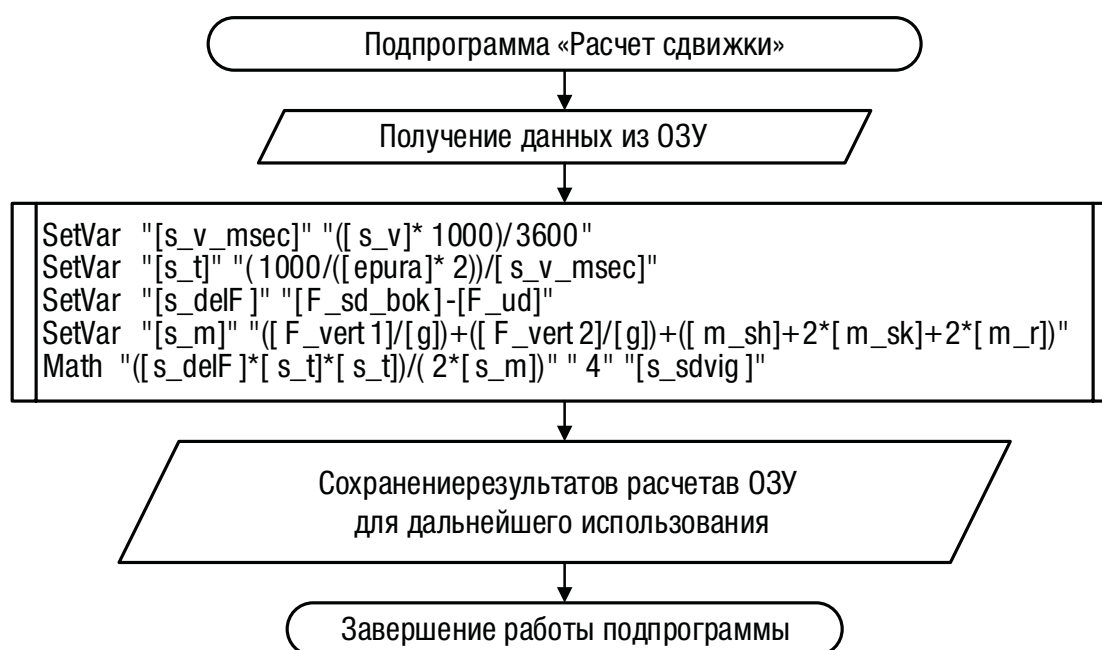 Подпрограмма «Расчет сдвижки»
Получение данных из ОЗУ
SetVar "[s_v_msec]" "([s_v]*1000)/3600"
SetVar "[s_t]" "(1000/([epura]*2))/[s_v_msec]"
SetVar "[s_delF]" "[F_sd_bok]-[F_ud]"
SetVar "[s_m]" "([F_vert1]/[g])+([F_vert2]/[g])+([m_sh]+2*[m_sk]+2*[m_r])"
Math "([s_delF]*[s_t]*[s_t])/(2*[s_m])" "4" "[s_sdvig]"
Сохранениерезультатов расчетав ОЗУ
для дальнейшего использования
Завершение работы подпрограммы